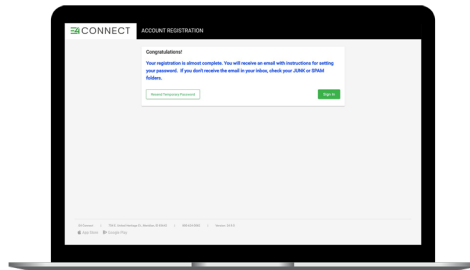 CONNECT
ACCOUNT REGISTRATION
Congratulations!
Your registration is almost complete. You will receive an email with instructions for setting
your password. If you don't receive the email in your inbox, check your JUNK or SPAM
folders.
Resend Temporary Password
Sign In
App Store Google Play